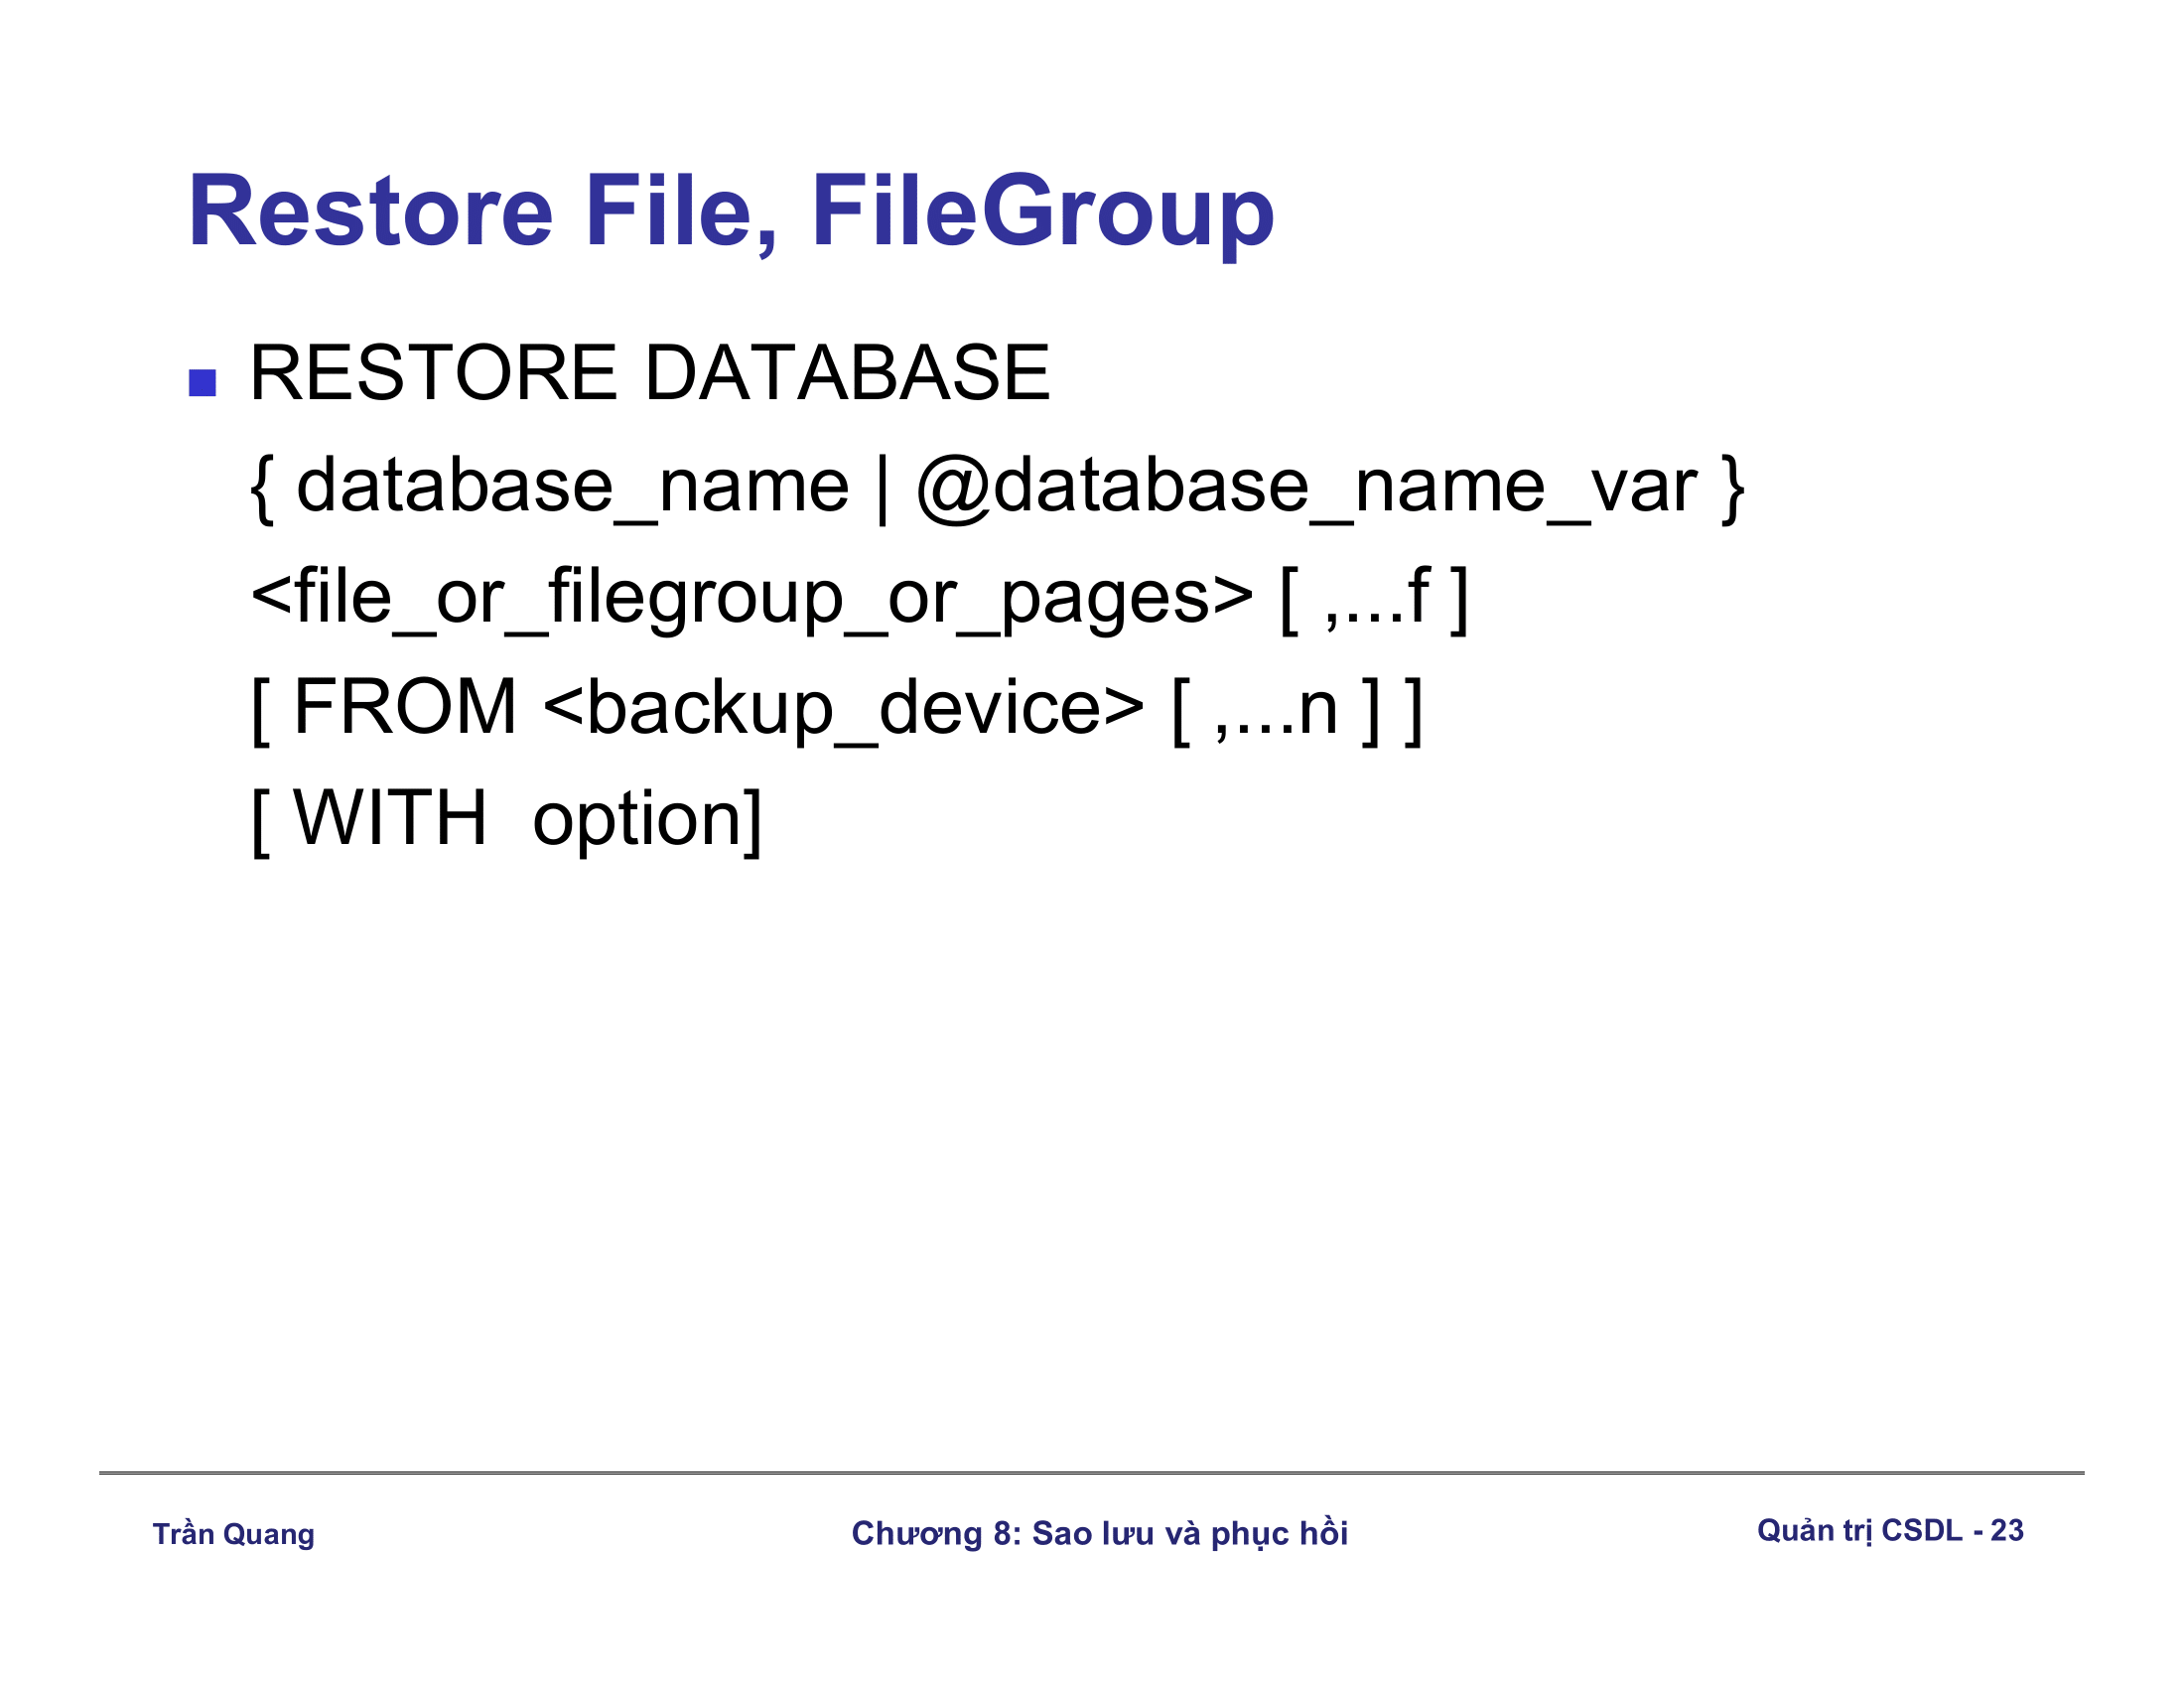 Restore File, FileGroup
RESTORE DATABASE
{ database_name | @database_name_var }
<file_or_filegroup_or_pages> [ ,...f ]
[ FROM <backup_device> [ ,...n ] ]
[ WITH  option]
Trần Quang
Chương 8: Sao lưu và phục hồi
Quản trị CSDL - 23